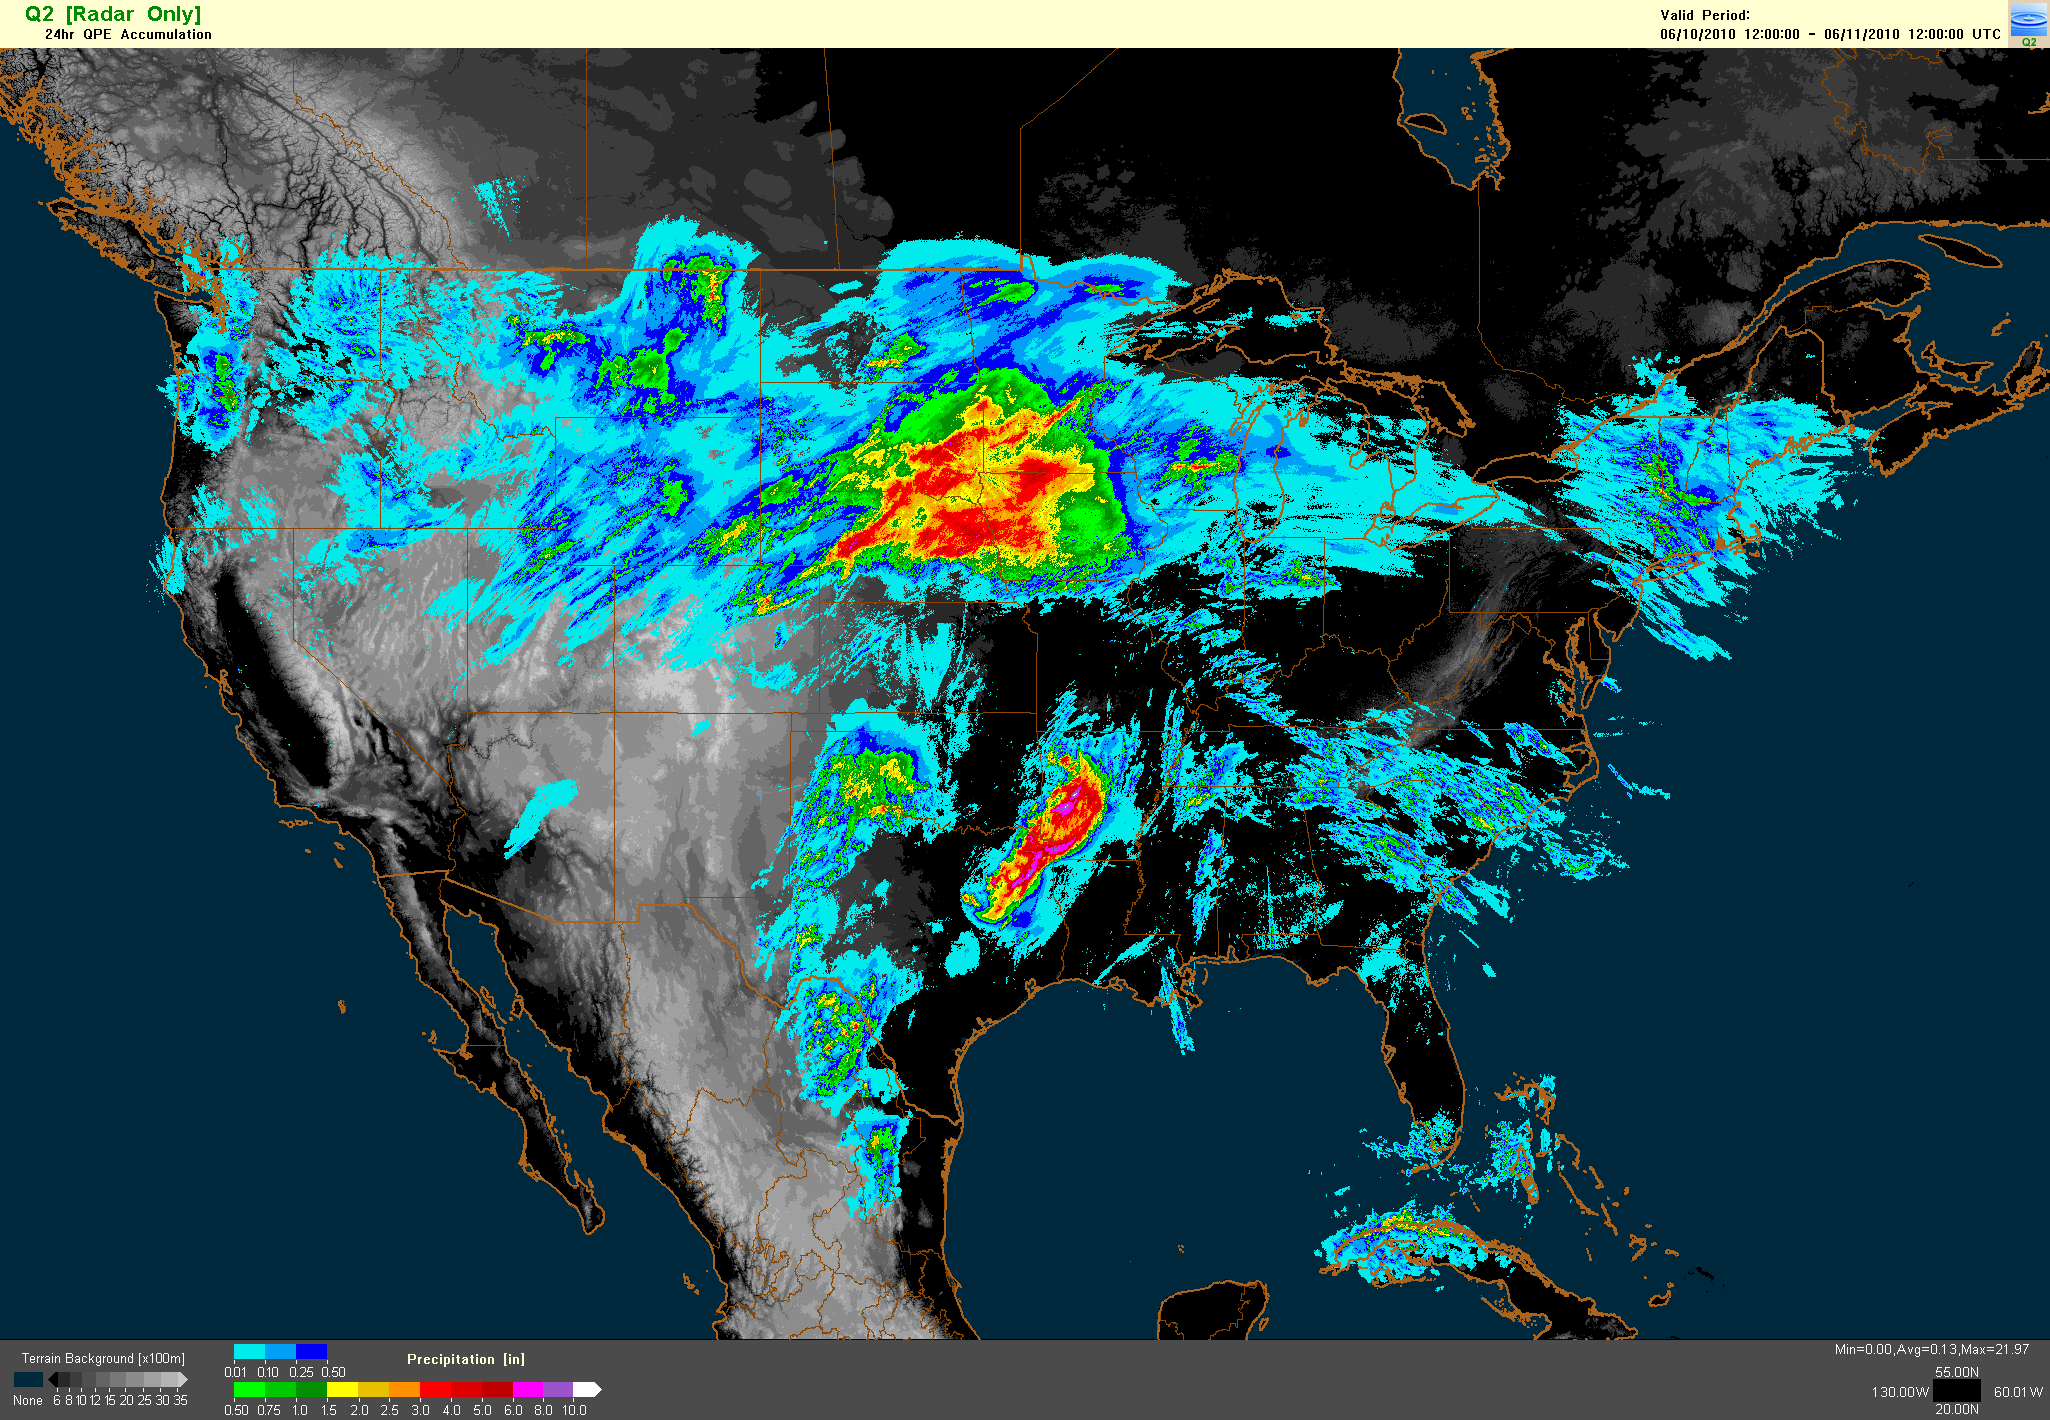 Q2 [Radar Only]
24hr QPE Accumulation
Valid Period:
06/10/2010 12:00:00 - 06/11/2010 12:00:00 UTC
Q2
Terrain Background [x100m]
None 6 8 10 12 15 20 25 30 35
Precipitation [in]
0.01 0.10 0.25 0.50
0.50 0.75 1.0 1.5 2.0 2.5 3.0 4.0 5.0 6.0 8.0 10.0
Min=0.00,Avg=0.13,Max=21.97
55.00N
130.00W 60.01W
20.00N